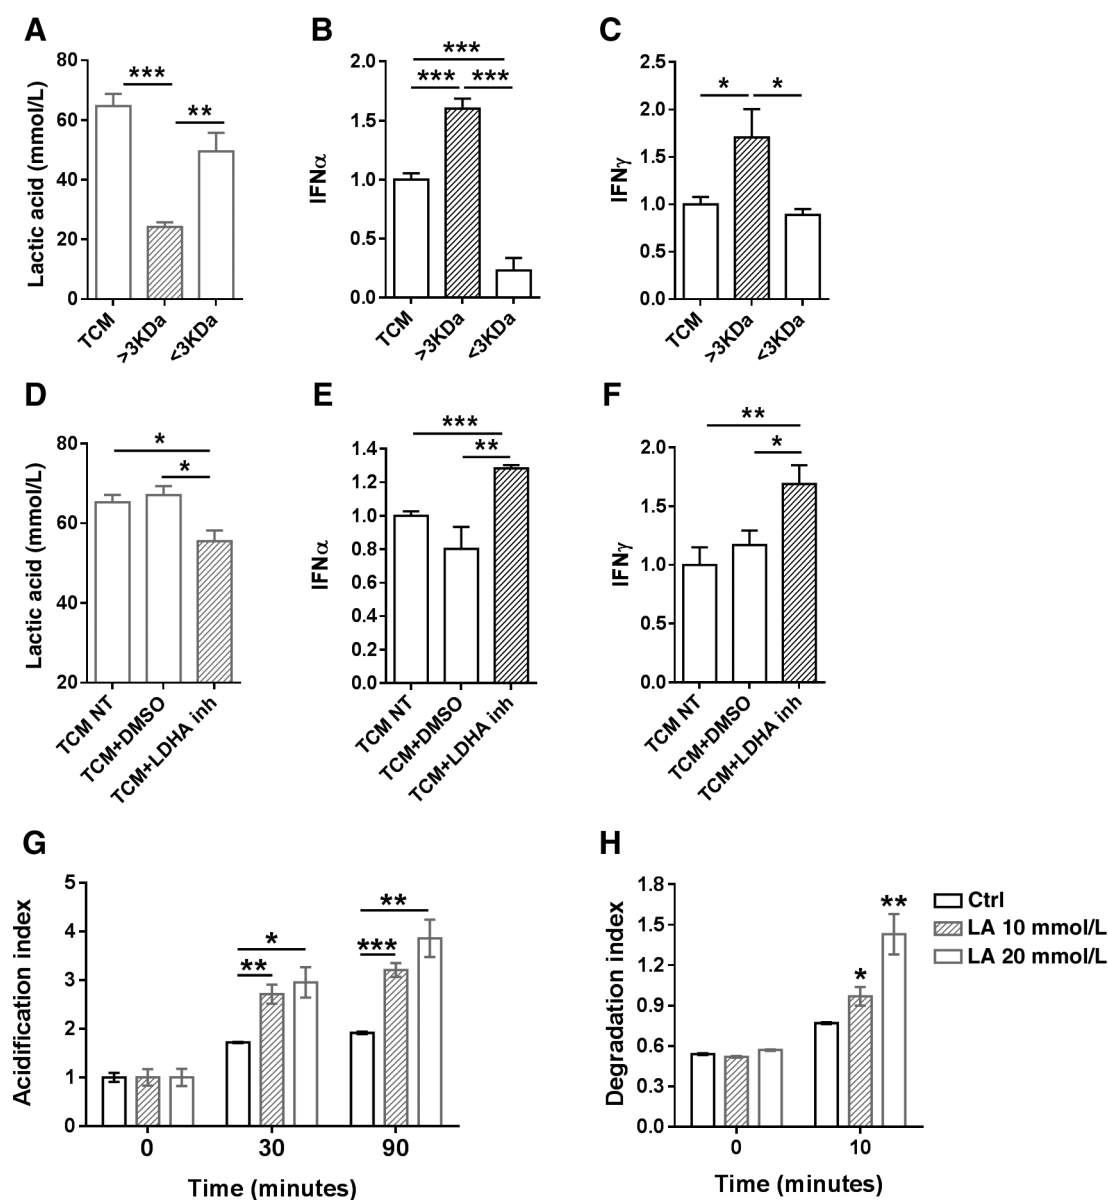 A
Lactic acid (mmol/L)
80
60
40
20
0
***
**
TCM
>3KDa
<3KDa
B
IFNα
2.0
1.5
1.0
0.5
0.0
***
*** ***
TCM
>3KDa
<3KDa
C
IFNγ
2.5
2.0
1.5
1.0
0.5
0.0
* *
TCM
>3KDa
<3KDa
D
Lactic acid (mmol/L)
80
60
40
20
*
*
TCM NT
TCM+DMSO
TCM+LDHA inh
E
IFNα
1.4
1.2
1.0
0.8
0.6
0.4
0.2
0.0
***
**
TCM NT
TCM+DMSO
TCM+LDHA inh
F
IFNγ
2.0
1.5
1.0
0.5
0.0
**
*
TCM NT
TCM+DMSO
TCM+LDHA inh
G
Acidification index
5
4
3
2
1
0
*
**
**
***
0 30 90
Time (minutes)
H
Degradation index
1.8
1.5
1.2
0.9
0.6
0.3
0.0
**
*
0 10
Time (minutes)
Ctrl
LA 10 mmol/L
LA 20 mmol/L